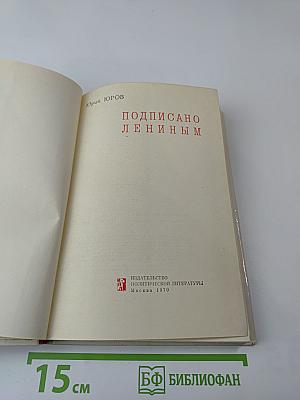 Юрий ЮРОВ
ПОДПИСАНО
ЛЕНИНЫМ
ИЗДАТЕЛЬСТВО
ПОЛИТИЧЕСКОЙ ЛИТЕРАТУРЫ
Москва 1970
15 см
БФ БИБЛИОФАН